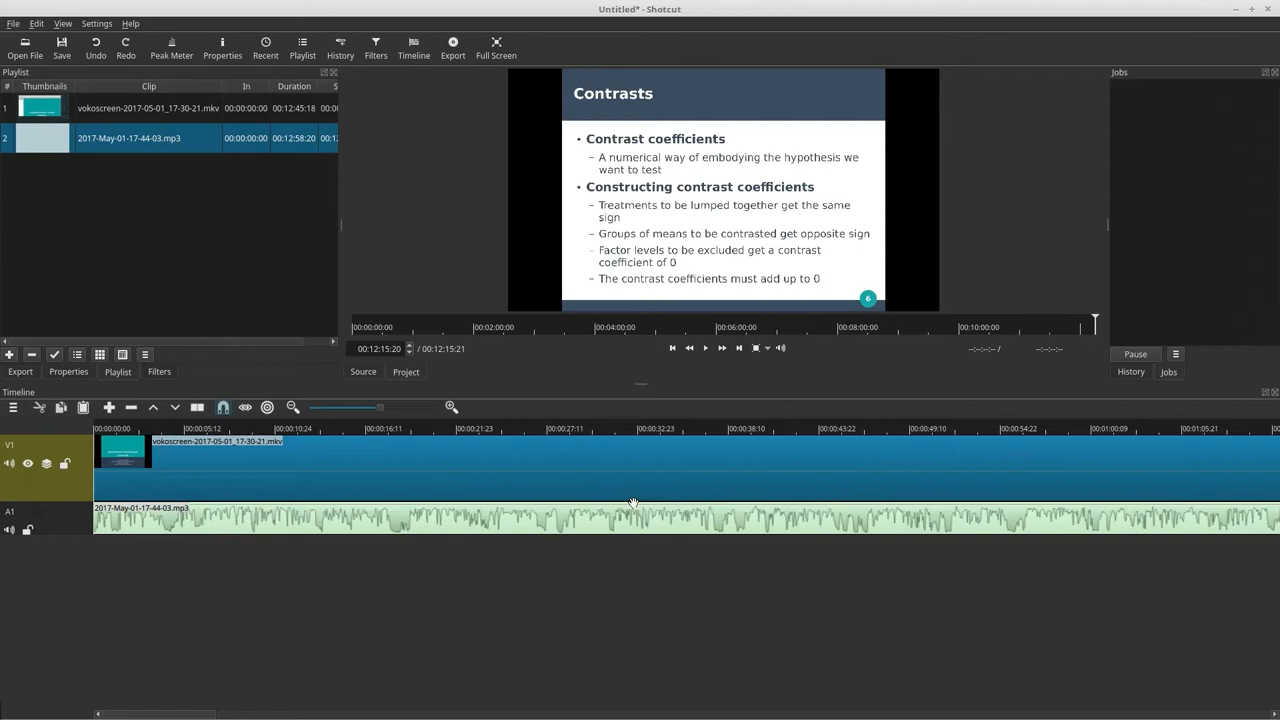 Untitled* - Shotcut
File Edit View Settings Help
Open File Save Undo Redo Peak Meter Properties Recent Playlist History Filters Timeline Export Full Screen
Playlist
# Thumbnails Clip In Duration S
1 vokoscreen-2017-05-01_17-30-21.mkv 00:00:00:00 00:12:45:18 00:0
2 2017-May-01-17-44-03.mp3 00:00:00:00 00:12:58:20 00:1
Export Properties Playlist Filters
Contrasts
• Contrast coefficients
– A numerical way of embodying the hypothesis we
want to test
• Constructing contrast coefficients
– Treatments to be lumped together get the same
sign
– Groups of means to be contrasted get opposite sign
– Factor levels to be excluded get a contrast
coefficient of 0
– The contrast coefficients must add up to 0
6
00:00:00:00 00:02:00:00 00:04:00:00 00:06:00:00 00:08:00:00 00:10:00:00
00:12:15:20 / 00:12:15:21 --:--:--:-- / --:--:--:--
Source Project
Jobs
Pause
History Jobs
Timeline
00:00:00:00 00:00:05:12 00:00:10:24 00:00:16:11 00:00:21:23 00:00:27:11 00:00:32:23 00:00:38:10 00:00:43:22 00:00:49:10 00:00:54:22 00:01:00:09 00:01:05:21 00
V1 vokoscreen-2017-05-01_17-30-21.mkv
A1 2017-May-01-17-44-03.mp3